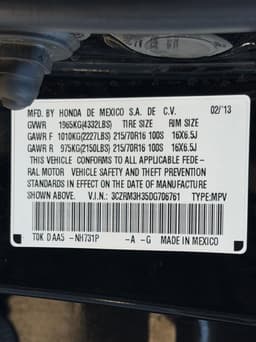 MFD. BY HONDA DE MEXICO S.A. DE C.V. 02/'13
GVWR 1965KG(4332LBS) TIRE SIZE RIM SIZE
GAWR F 1010KG(2227LBS) 215/70R16 100S 16X6.5J
GAWR R 975KG(2150LBS) 215/70R16 100S 16X6.5J
THIS VEHICLE CONFORMS TO ALL APPLICABLE FEDE-
RAL MOTOR VEHICLE SAFETY AND THEFT PREVENTION
STANDARDS IN EFFECT ON THE DATE OF MANUFACTURE
SHOWN ABOVE. V.I.N.: 3CZRM3H35DG706761 TYPE:MPV
T0K D AA5 -NH731P -A -G MADE IN MEXICO